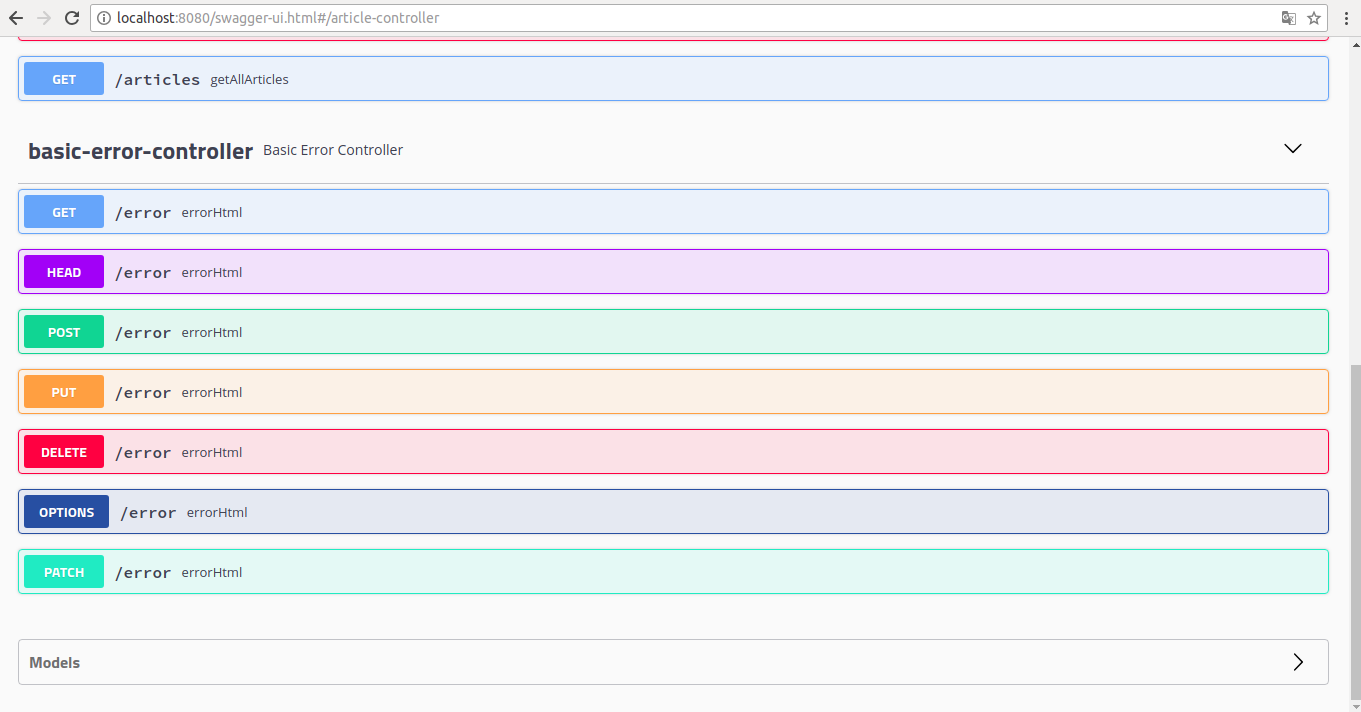 localhost:8080/swagger-ui.html#/article-controller
GET /articles getAllArticles
basic-error-controller Basic Error Controller
GET /error errorHtml
HEAD /error errorHtml
POST /error errorHtml
PUT /error errorHtml
DELETE /error errorHtml
OPTIONS /error errorHtml
PATCH /error errorHtml
Models